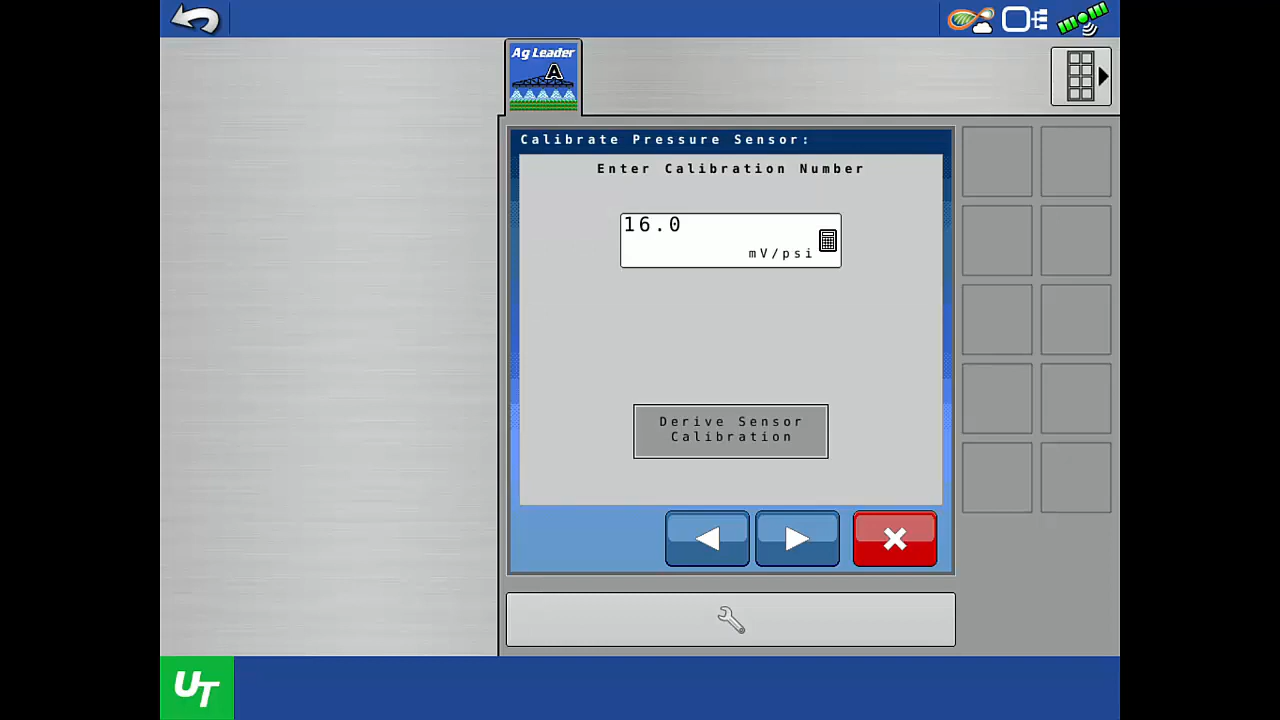 Ag Leader
A
Calibrate Pressure Sensor:
Enter Calibration Number
16.0
mV/psi
Derive Sensor
Calibration
UT